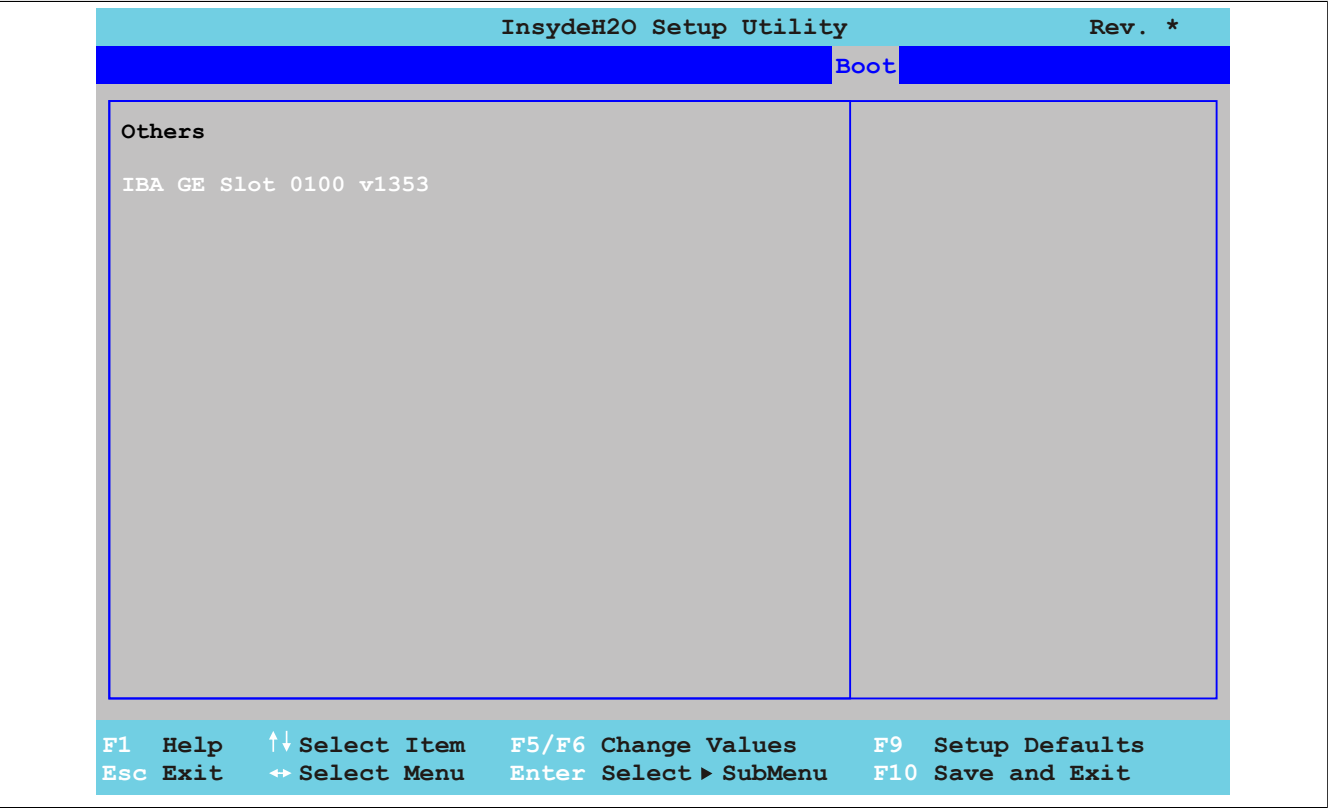 InsydeH2O Setup Utility Rev. *
Boot
Others
IBA GE Slot 0100 v1353
F1 Help ↑↓ Select Item F5/F6 Change Values F9 Setup Defaults
Esc Exit ↔ Select Menu Enter Select ▶ SubMenu F10 Save and Exit